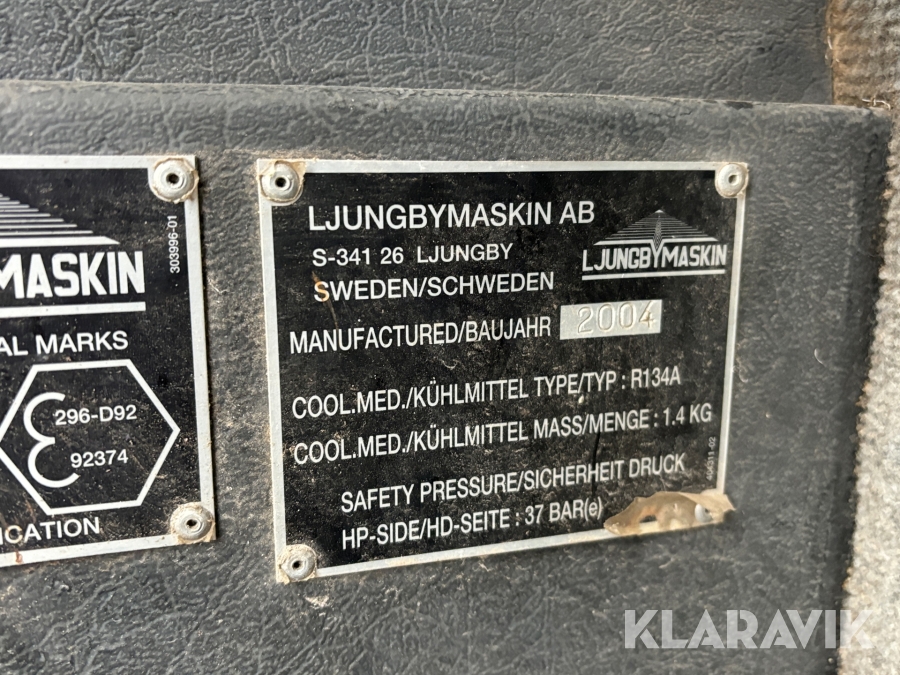 YMASKIN
303996-01
AL MARKS
296-D92
92374
ICATION
LJUNGBYMASKIN AB
S-341 26 LJUNGBY
SWEDEN/SCHWEDEN
LJUNGBYMASKIN
MANUFACTURED/BAUJAHR 2004
COOL.MED./KÜHLMITTEL TYPE/TYP : R134A
COOL.MED./KÜHLMITTEL MASS/MENGE : 1.4 KG
SAFETY PRESSURE/SICHERHEIT DRUCK
HP-SIDE/HD-SEITE : 37 BAR(e)
KLARAVIK